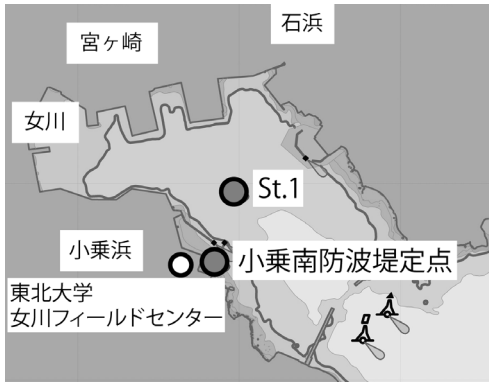 石浜
宮ヶ崎
女川
St.1
小乗浜
小乗南防波堤定点
東北大学
女川フィールドセンター